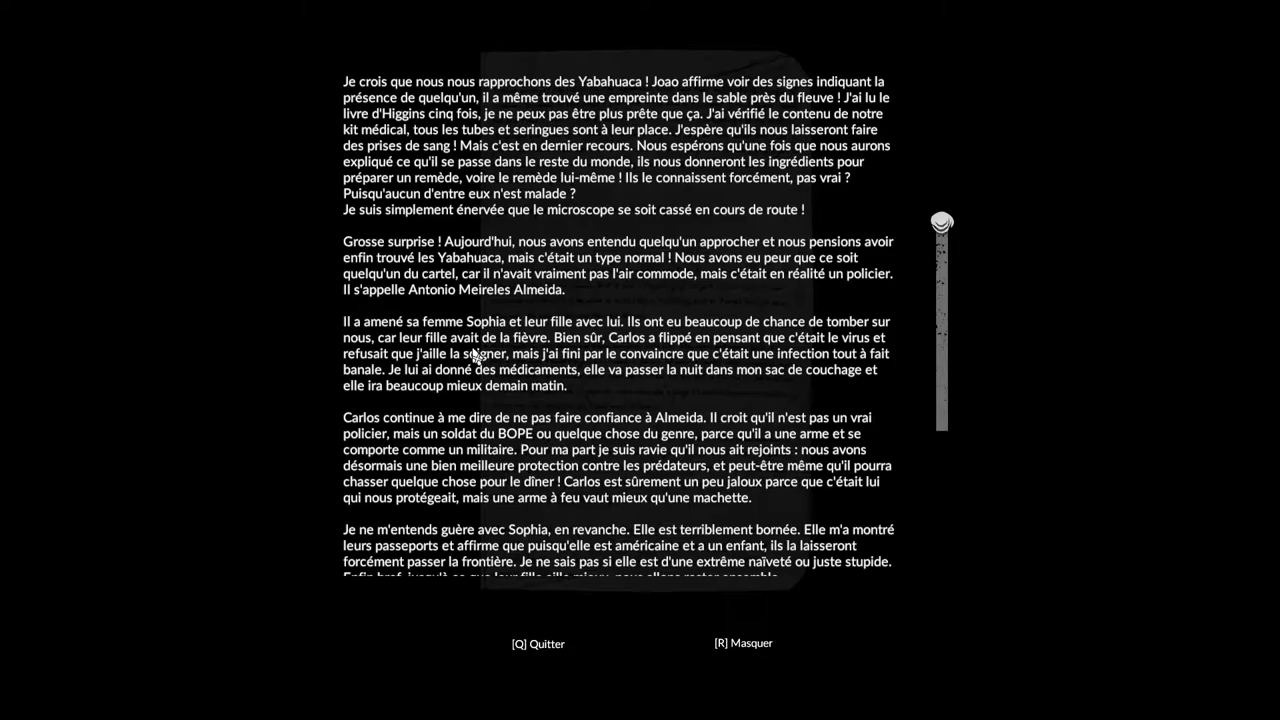 Je crois que nous nous rapprochons des Yabahuaca ! Joao affirme voir des signes indiquant la
présence de quelqu'un, il a même trouvé une empreinte dans le sable près du fleuve ! J'ai lu le
livre d'Higgins cinq fois, je ne peux pas être plus prête que ça. J'ai vérifié le contenu de notre
kit médical, tous les tubes et seringues sont à leur place. J'espère qu'ils nous laisseront faire
des prises de sang ! Mais c'est en dernier recours. Nous espérons qu'une fois que nous aurons
expliqué ce qu'il se passe dans le reste du monde, ils nous donneront les ingrédients pour
préparer un remède, voire le remède lui-même ! Ils le connaissent forcément, pas vrai ?
Puisqu'aucun d'entre eux n'est malade ?
Je suis simplement énervée que le microscope se soit cassé en cours de route !
Grosse surprise ! Aujourd'hui, nous avons entendu quelqu'un approcher et nous pensions avoir
enfin trouvé les Yabahuaca, mais c'était un type normal ! Nous avons eu peur que ce soit
quelqu'un du cartel, car il n'avait vraiment pas l'air commode, mais c'était en réalité un policier.
Il s'appelle Antonio Meireles Almeida.
Il a amené sa femme Sophia et leur fille avec lui. Ils ont eu beaucoup de chance de tomber sur
nous, car leur fille avait de la fièvre. Bien sûr, Carlos a flippé en pensant que c'était le virus et
refusait que j'aille la soigner, mais j'ai fini par le convaincre que c'était une infection tout à fait
banale. Je lui ai donné des médicaments, elle va passer la nuit dans mon sac de couchage et
elle ira beaucoup mieux demain matin.
Carlos continue à me dire de ne pas faire confiance à Almeida. Il croit qu'il n'est pas un vrai
policier, mais un soldat du BOPE ou quelque chose du genre, parce qu'il a une arme et se
comporte comme un militaire. Pour ma part je suis ravie qu'il nous ait rejoints : nous avons
désormais une bien meilleure protection contre les prédateurs, et peut-être même qu'il pourra
chasser quelque chose pour le dîner ! Carlos est sûrement un peu jaloux parce que c'était lui
qui nous protégeait, mais une arme à feu vaut mieux qu'une machette.
Je ne m'entends guère avec Sophia, en revanche. Elle est terriblement bornée. Elle m'a montré
leurs passeports et affirme que puisqu'elle est américaine et a un enfant, ils la laisseront
forcément passer la frontière. Je ne sais pas si elle est d'une extrême naïveté ou juste stupide.
Enfin bref, jusqu'à ce que leur fille aille mieux, nous allons rester ensemble.
[Q] Quitter
[R] Masquer